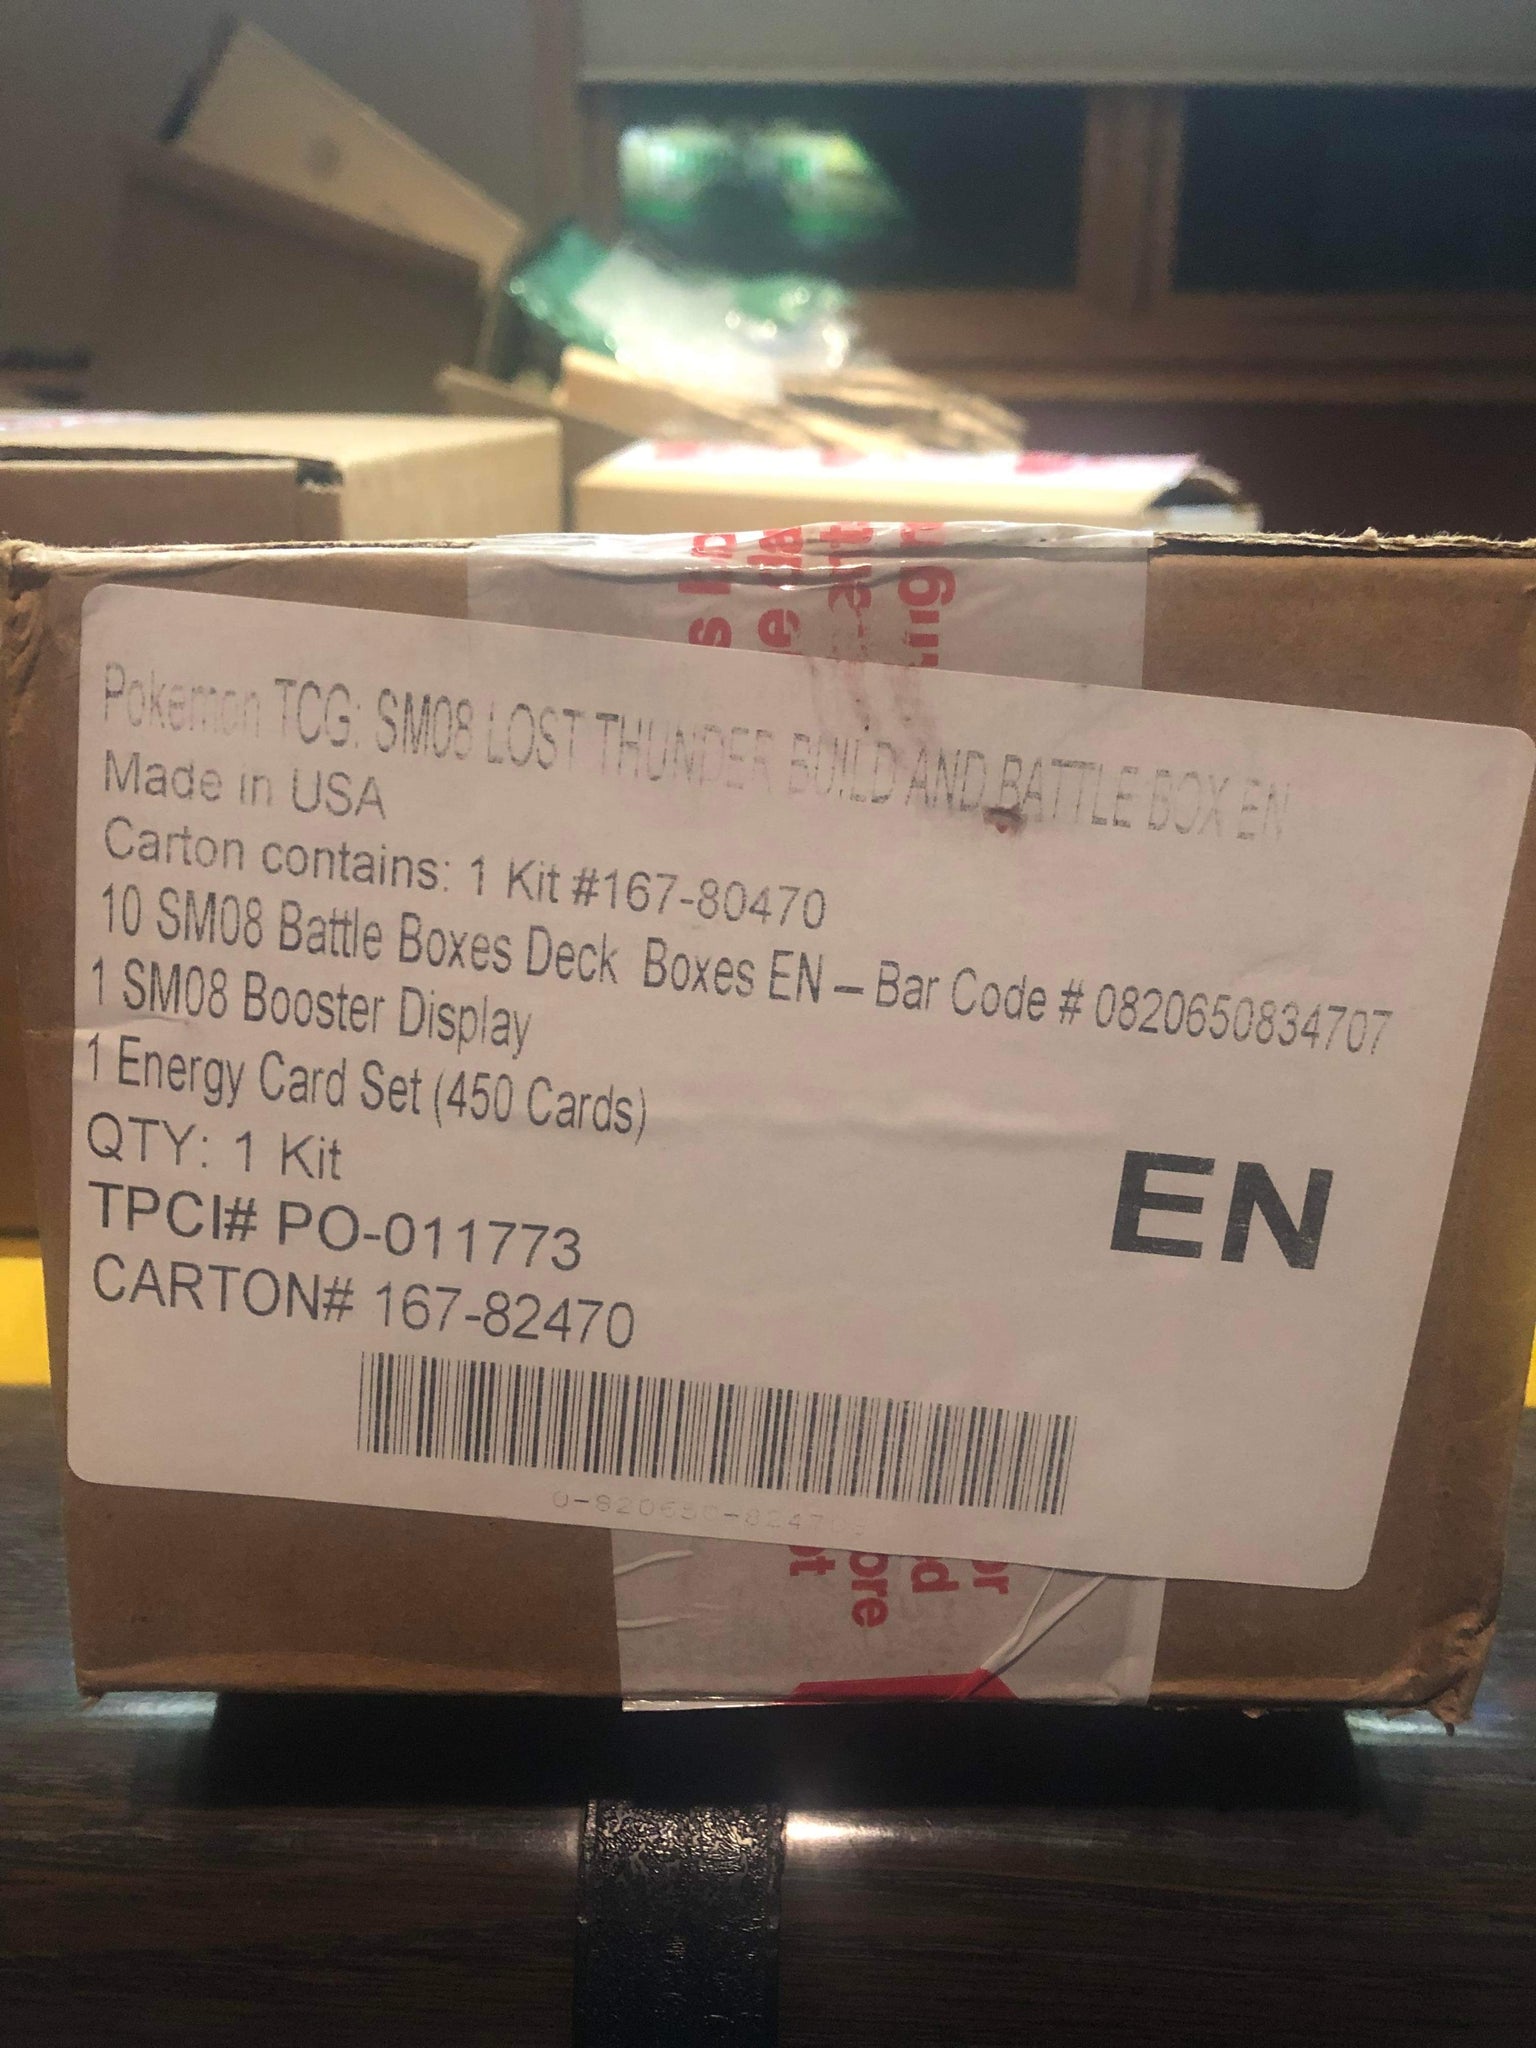 Pokemon TCG: SM08 LOST THUNDER BUILD AND BATTLE BOX EN
Made in USA
Carton contains: 1 Kit #167-80470
10 SM08 Battle Boxes Deck Boxes EN – Bar Code # 0820650834707
1 SM08 Booster Display
1 Energy Card Set (450 Cards)
QTY: 1 Kit
TPCI# PO-011773
CARTON# 167-82470
EN